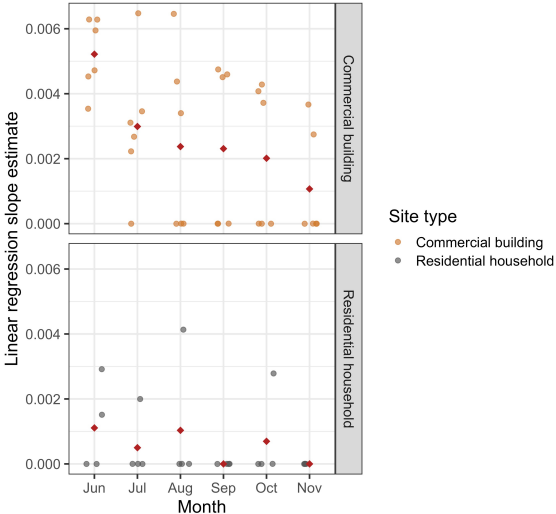 Linear regression slope estimate
0.006
0.004
0.002
0.000
Commercial building
0.006
0.004
0.002
0.000
Residential household
Jun Jul Aug Sep Oct Nov
Month
Site type
Commercial building
Residential household